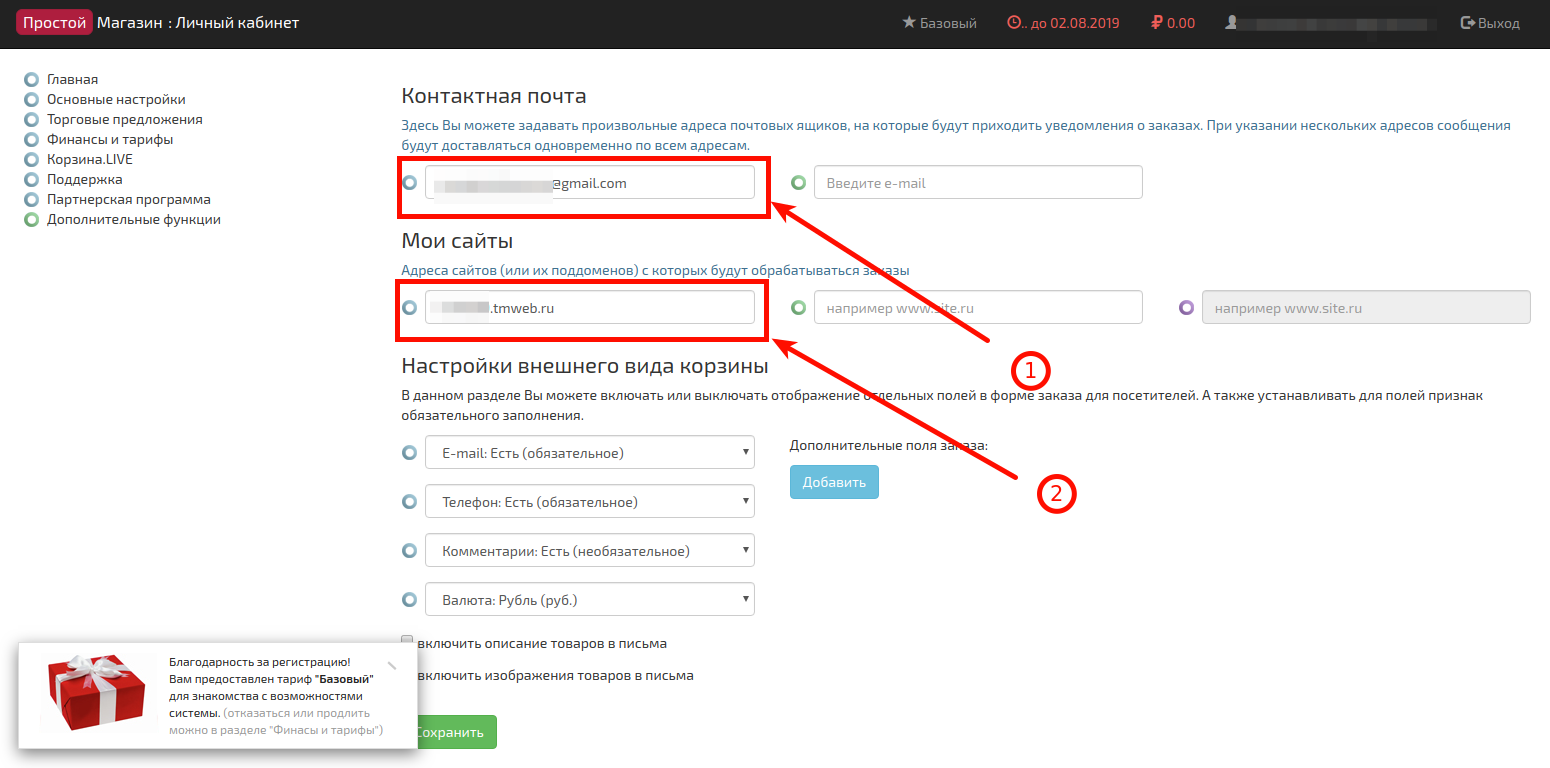 Простой Магазин : Личный кабинет
Базовый
.. до 02.08.2019
0.00
Выход
Главная
Основные настройки
Торговые предложения
Финансы и тарифы
Корзина.LIVE
Поддержка
Партнерская программа
Дополнительные функции
Контактная почта
Здесь Вы можете задавать произвольные адреса почтовых ящиков, на которые будут приходить уведомления о заказах. При указании нескольких адресов сообщения
будут доставляться одновременно по всем адресам.
@gmail.com
Введите e-mail
Мои сайты
Адреса сайтов (или их поддоменов) с которых будут обрабатываться заказы
.tmweb.ru
например www.site.ru
например www.site.ru
1
Настройки внешнего вида корзины
В данном разделе Вы можете включать или выключать отображение отдельных полей в форме заказа для посетителей. А также устанавливать для полей признак
обязательного заполнения.
E-mail: Есть (обязательное)
Дополнительные поля заказа:
Добавить
2
Телефон: Есть (обязательное)
Комментарии: Есть (необязательное)
Валюта: Рубль (руб.)
включить описание товаров в письма
включить изображения товаров в письма
Сохранить
Благодарность за регистрацию!
Вам предоставлен тариф "Базовый"
для знакомства с возможностями
системы. (отказаться или продлить
можно в разделе "Финасы и тарифы")